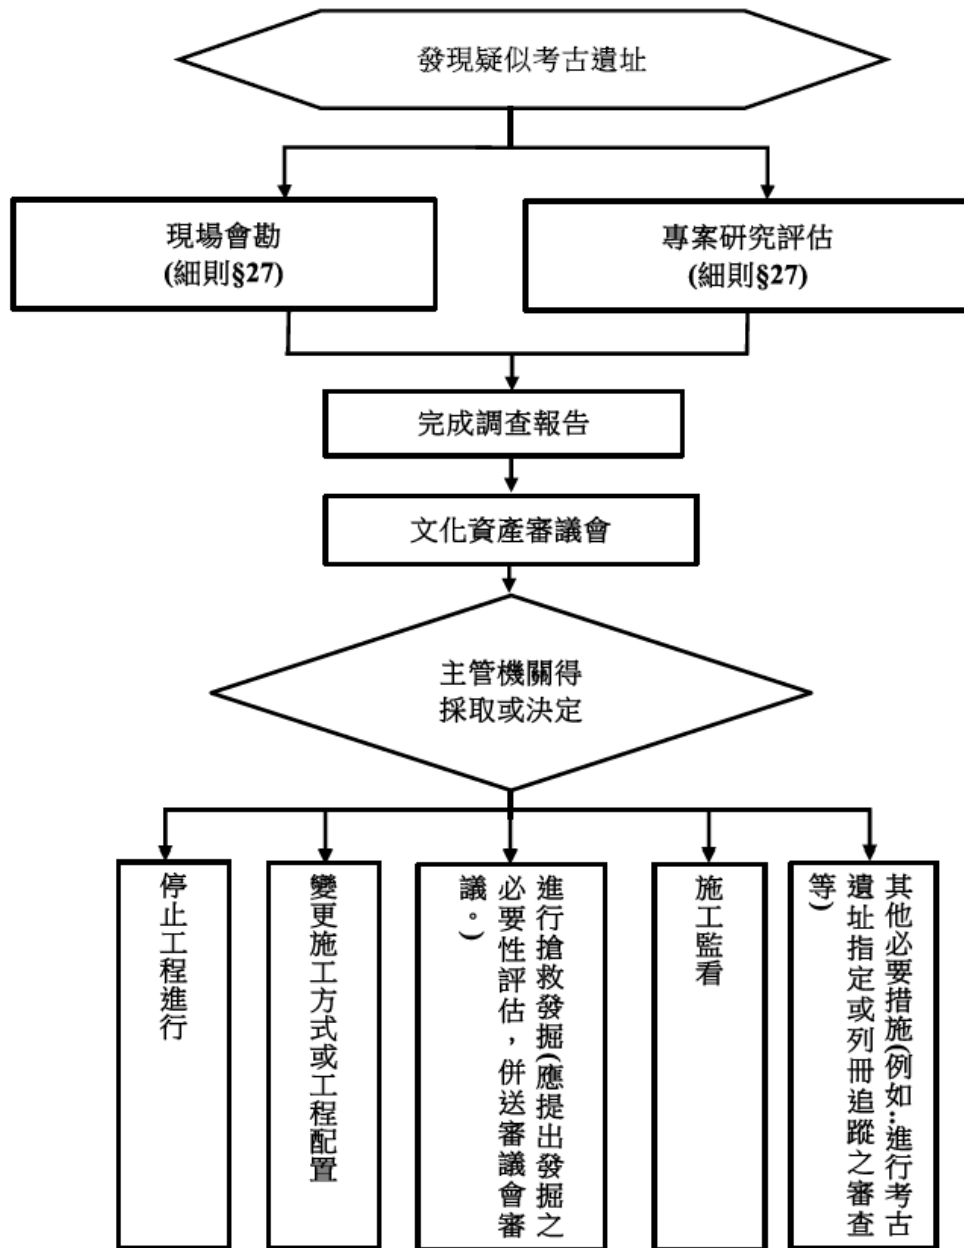 發現疑似考古遺址
現場會勘
(細則§27)
專案研究評估
(細則§27)
完成調查報告
文化資產審議會
主管機關得
採取或決定
停止工程進行
變更施工方式或工程配置
進行搶救發掘(應提出發掘之
必要性評估，併送審議會審
議。)
施工監看
其他必要措施(例如…進行考古
遺址指定或列冊追蹤之審查
等)